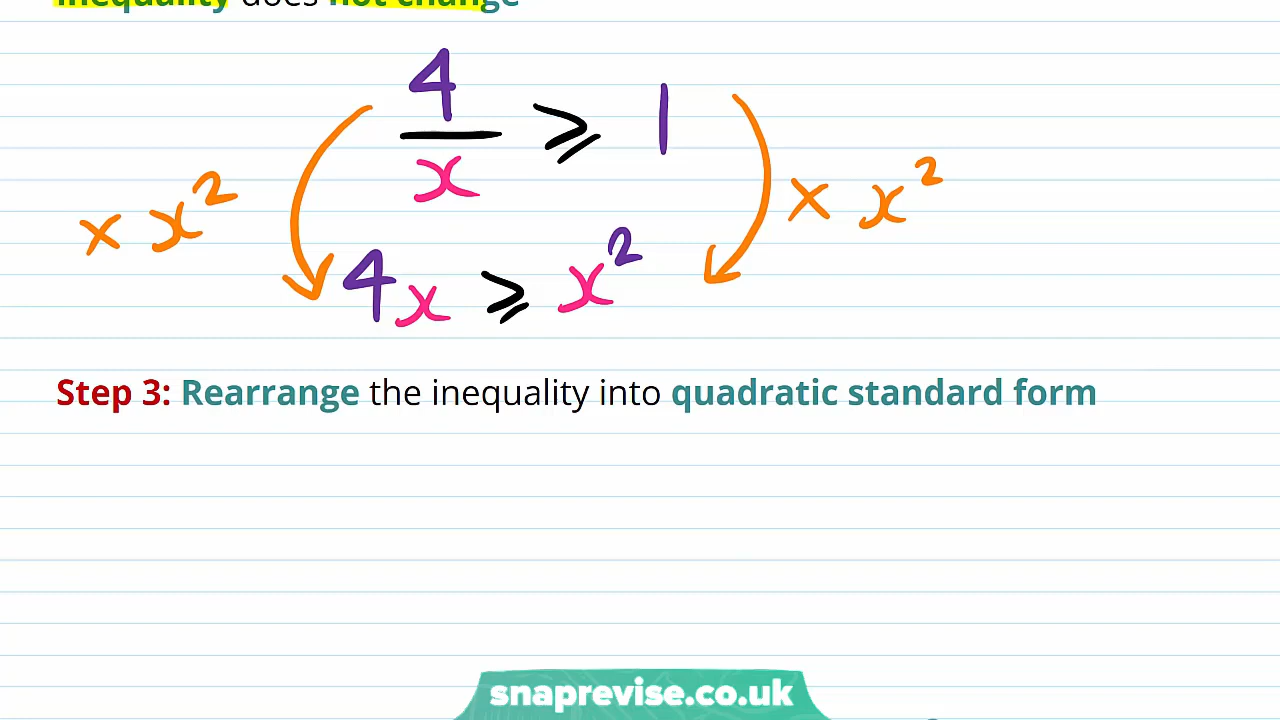 inequality does not change
4/x ≥ 1
× x² × x²
4x ≥ x²
Step 3: Rearrange the inequality into quadratic standard form
snaprevise.co.uk